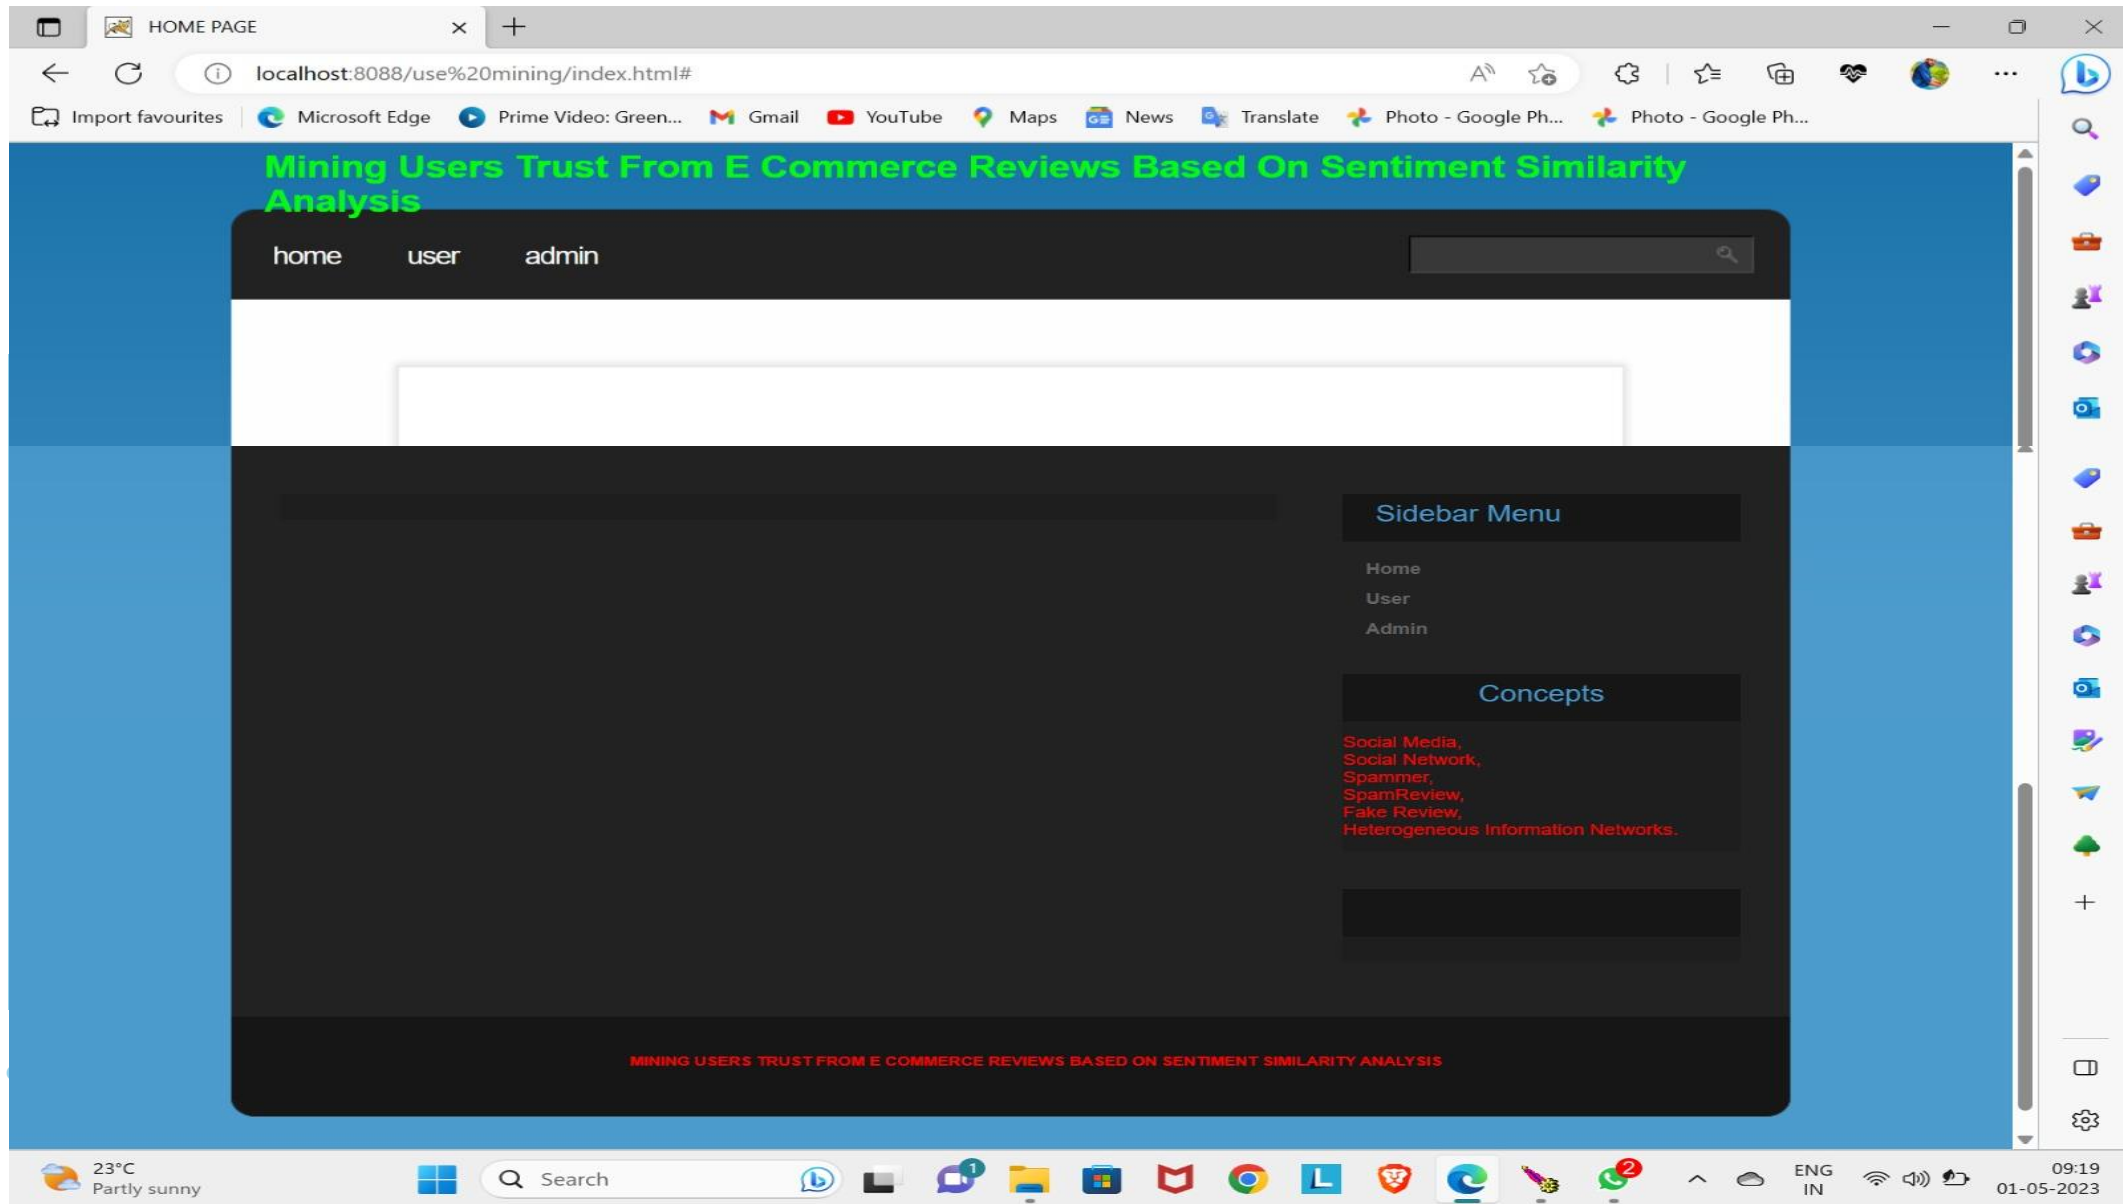 HOME PAGE
localhost:8088/use%20mining/index.html#
Import favourites Microsoft Edge Prime Video: Green... Gmail YouTube Maps News Translate Photo - Google Ph... Photo - Google Ph...
Mining Users Trust From E Commerce Reviews Based On Sentiment Similarity
Analysis
home user admin
Sidebar Menu
Home
User
Admin
Concepts
Social Media,
Social Network,
Spammer,
SpamReview,
Fake Review,
Heterogeneous Information Networks.
MINING USERS TRUST FROM E COMMERCE REVIEWS BASED ON SENTIMENT SIMILARITY ANALYSIS
23°C
Partly sunny
Search
1
2
ENG
IN
09:19
01-05-2023